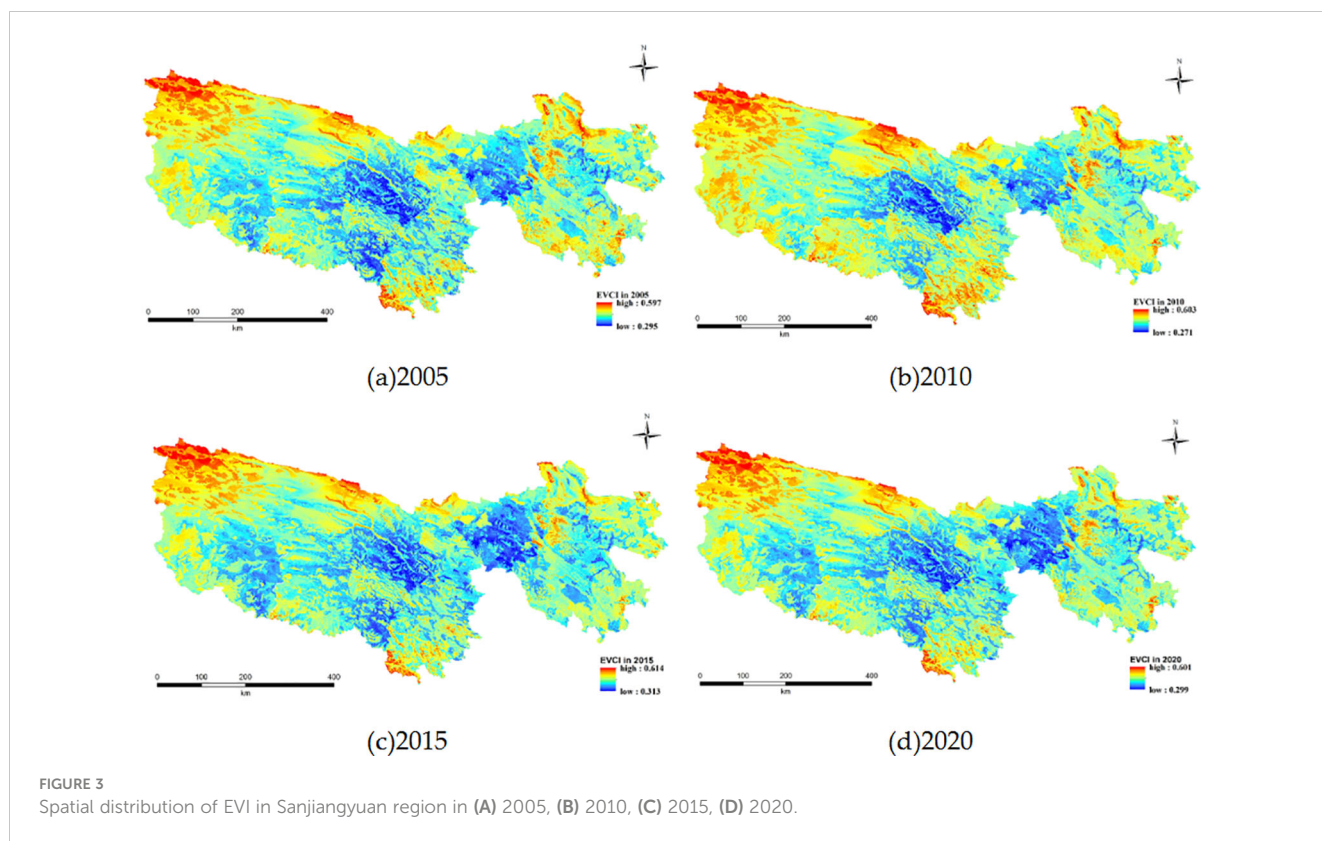 N
EVCI in 2005
high : 0.597
low : 0.295
0 100 200 400
km
(a)2005
N
EVCI in 2010
high : 0.603
low : 0.271
0 100 200 400
km
(b)2010
N
EVCI in 2015
high : 0.614
low : 0.313
0 100 200 400
km
(c)2015
N
EVCI in 2020
high : 0.601
low : 0.299
0 100 200 400
km
(d)2020
FIGURE 3
Spatial distribution of EVI in Sanjiangyuan region in (A) 2005, (B) 2010, (C) 2015, (D) 2020.